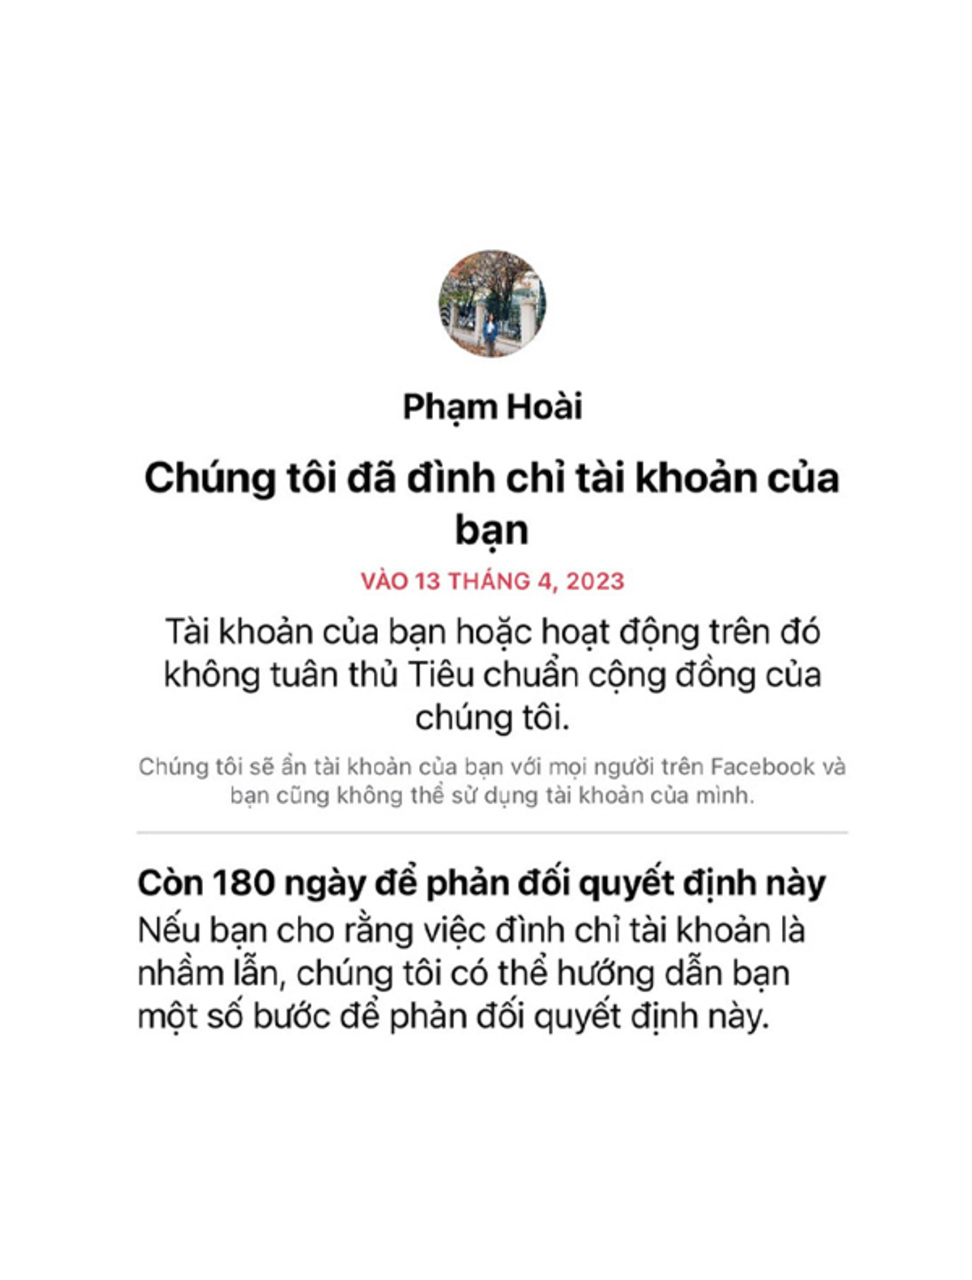 Phạm Hoài
Chúng tôi đã đình chỉ tài khoản của
bạn
VÀO 13 THÁNG 4, 2023
Tài khoản của bạn hoặc hoạt động trên đó
không tuân thủ Tiêu chuẩn cộng đồng của
chúng tôi.
Chúng tôi sẽ ẩn tài khoản của bạn với mọi người trên Facebook và
bạn cũng không thể sử dụng tài khoản của mình.
Còn 180 ngày để phản đối quyết định này
Nếu bạn cho rằng việc đình chỉ tài khoản là
nhầm lẫn, chúng tôi có thể hướng dẫn bạn
một số bước để phản đối quyết định này.